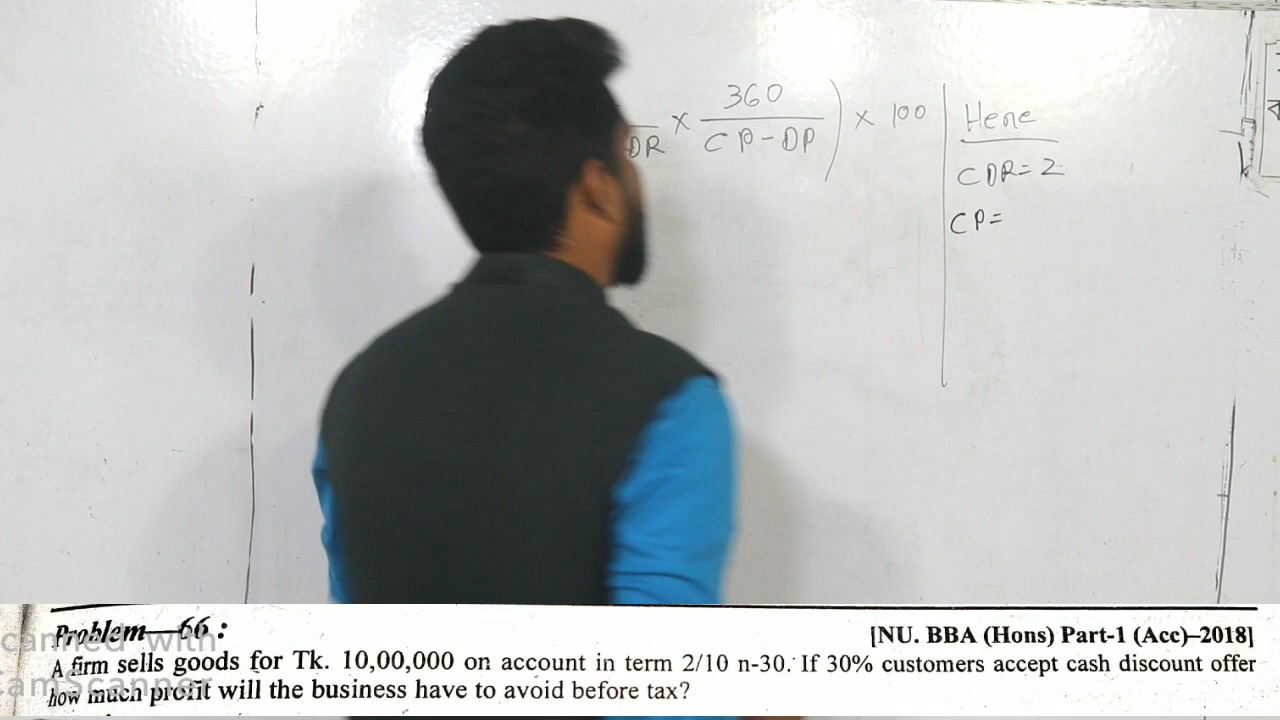 360
× ――― ) × 100
DR CP-DP
Here
CDR= 2
CP=
Problem—66 :
[NU. BBA (Hons) Part-1 (Acc)–2018]
A firm sells goods for Tk. 10,00,000 on account in term 2/10 n-30. If 30% customers accept cash discount offer
how much profit will the business have to avoid before tax?